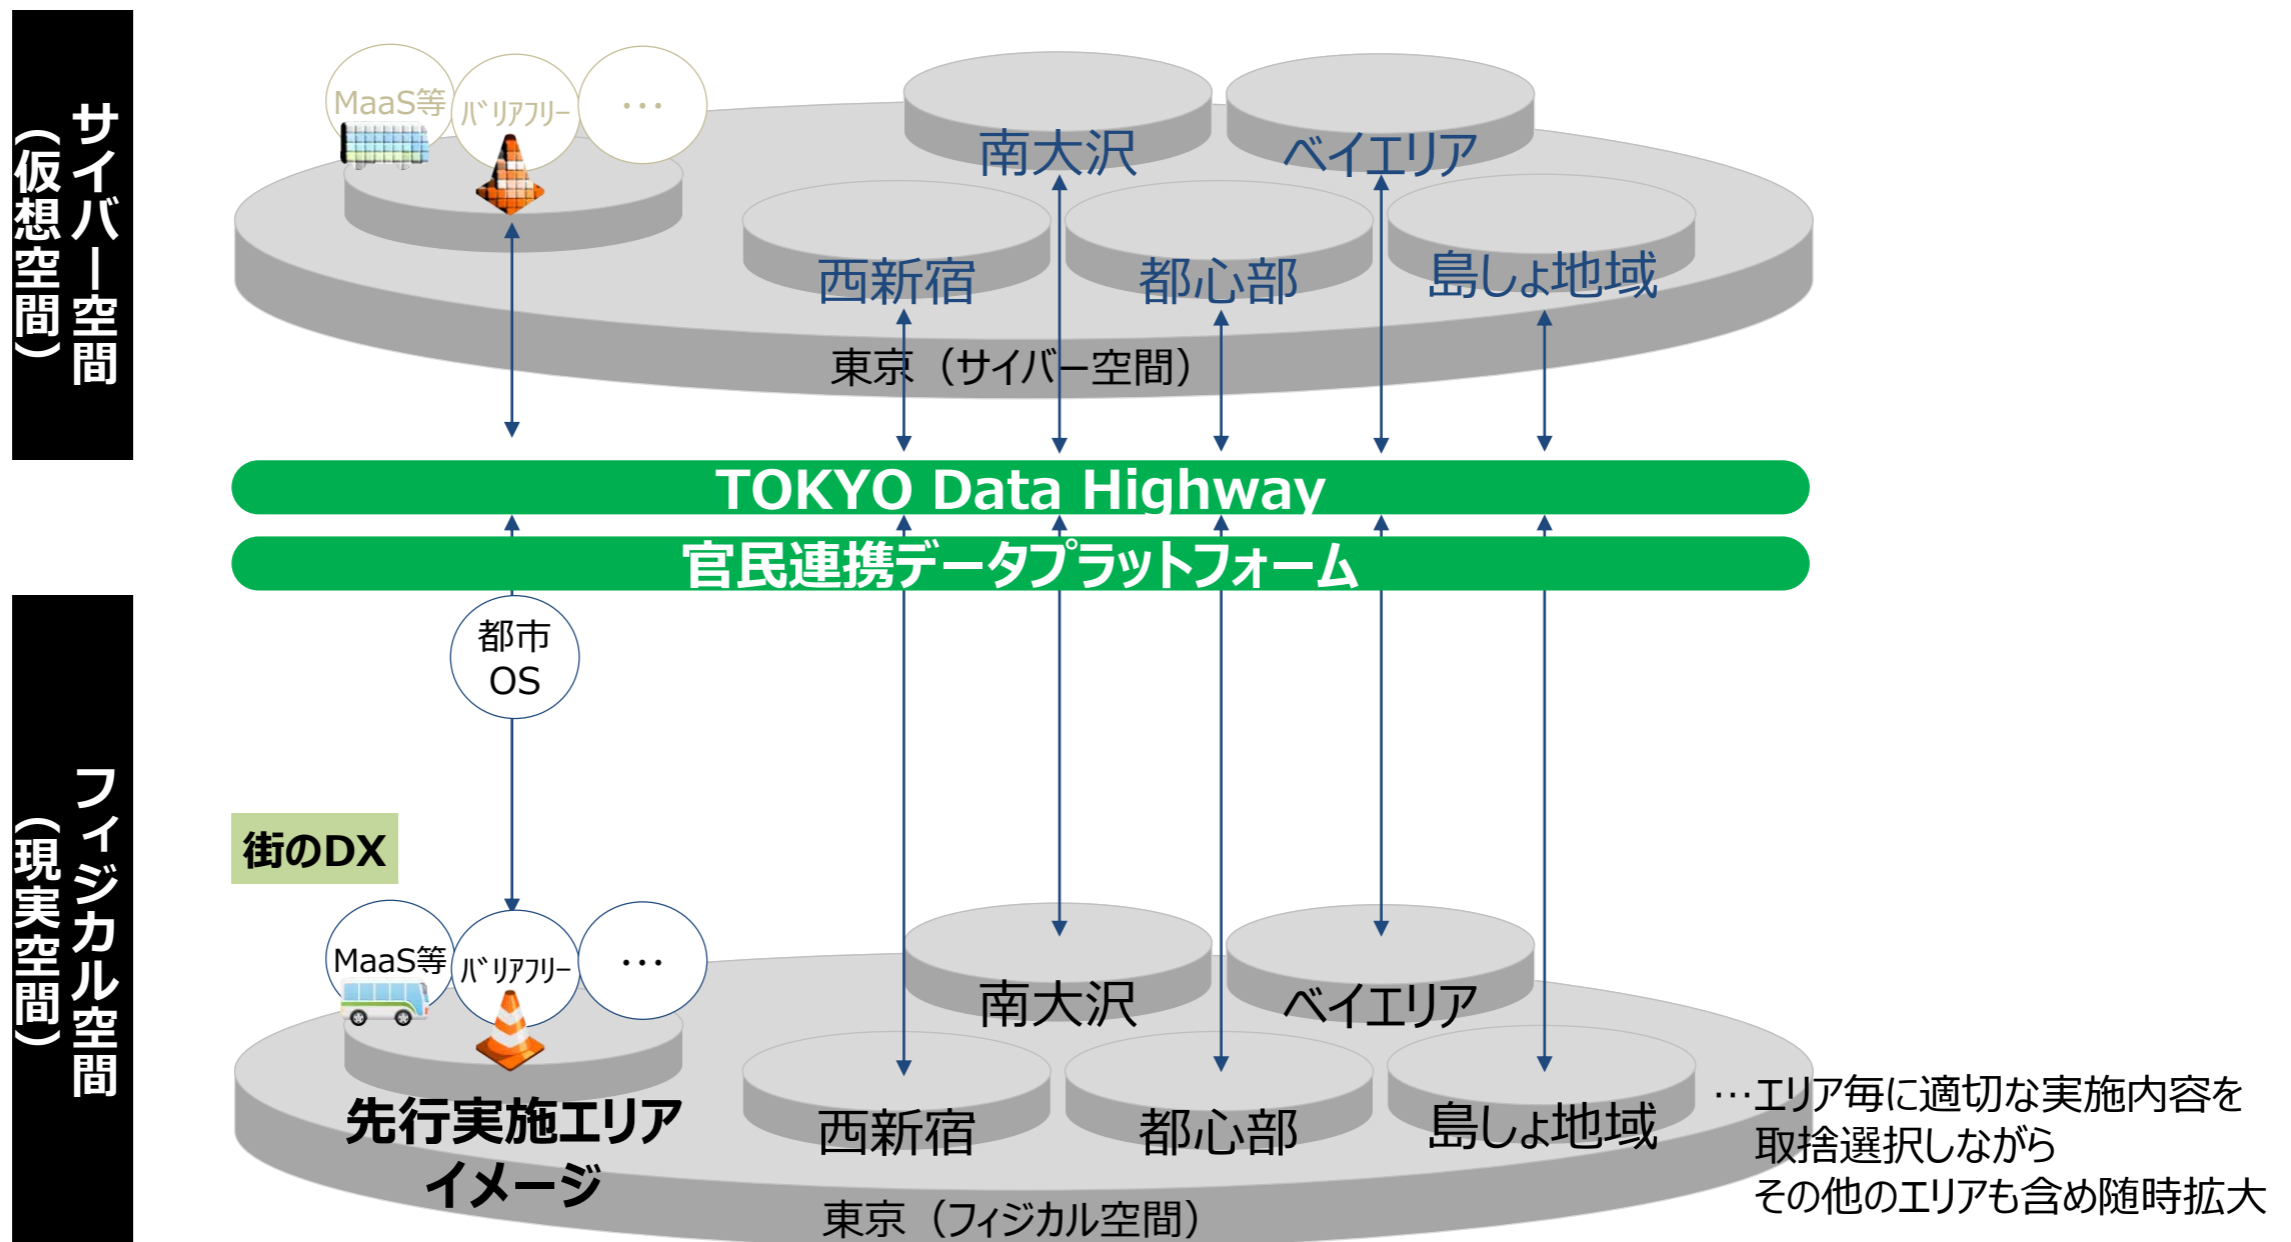 サイバー空間
（仮想空間）
MaaS等
ﾊﾞﾘｱﾌﾘｰ
…
南大沢
ベイエリア
西新宿
都心部
島しょ地域
東京（サイバー空間）
TOKYO Data Highway
官民連携データプラットフォーム
都市
OS
フィジカル空間
（現実空間）
街のDX
MaaS等
ﾊﾞﾘｱﾌﾘｰ
…
南大沢
ベイエリア
先行実施エリア
イメージ
西新宿
都心部
島しょ地域
…エリア毎に適切な実施内容を
取捨選択しながら
その他のエリアも含め随時拡大
東京（フィジカル空間）